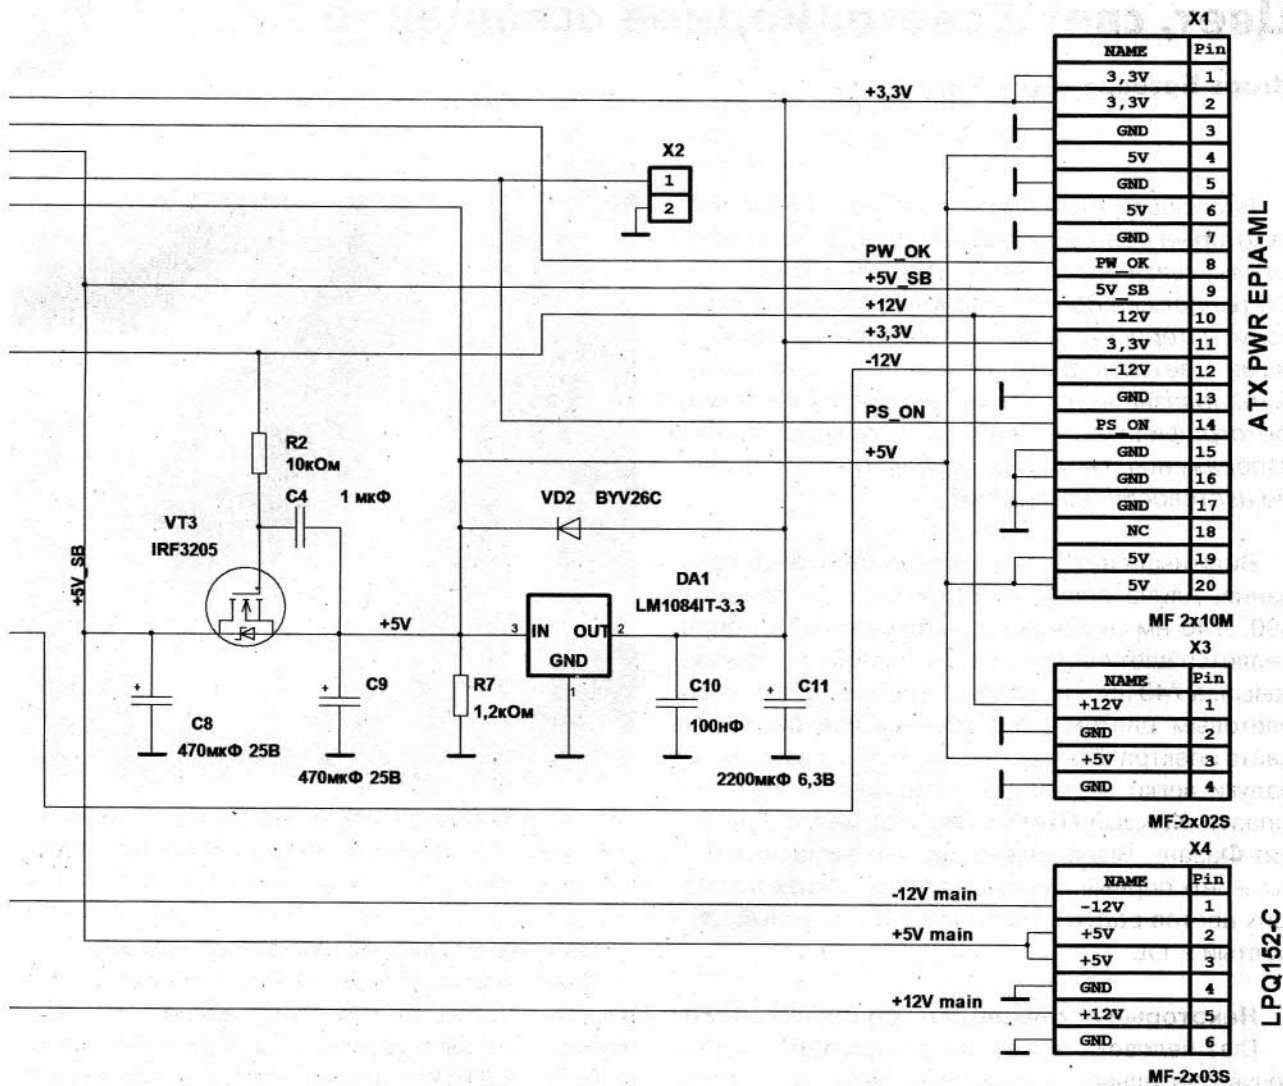 X1
NAME Pin
3,3V 1
3,3V 2
GND 3
5V 4
GND 5
5V 6
GND 7
PW_OK 8
5V_SB 9
12V 10
3,3V 11
-12V 12
GND 13
PS_ON 14
GND 15
GND 16
GND 17
NC 18
5V 19
5V 20
MF 2x10M
ATX PWR EPIA-ML
+3,3V
X2
1
2
PW_OK
+5V_SB
+12V
+3,3V
-12V
PS_ON
+5V
R2
10кОм
C4 1 мкФ
VT3
IRF3205
+5V_SB
VD2 BYV26C
DA1
LM1084IT-3.3
+5V
3 IN OUT 2
GND
1
+
C8
470мкФ 25В
+
C9
470мкФ 25В
R7
1,2кОм
C10
100нФ
+
C11
2200мкФ 6,3В
X3
NAME Pin
+12V 1
GND 2
+5V 3
GND 4
MF-2x02S
X4
NAME Pin
-12V 1
+5V 2
+5V 3
GND 4
+12V 5
GND 6
MF-2x03S
LPQ152-C
-12V main
+5V main
+12V main